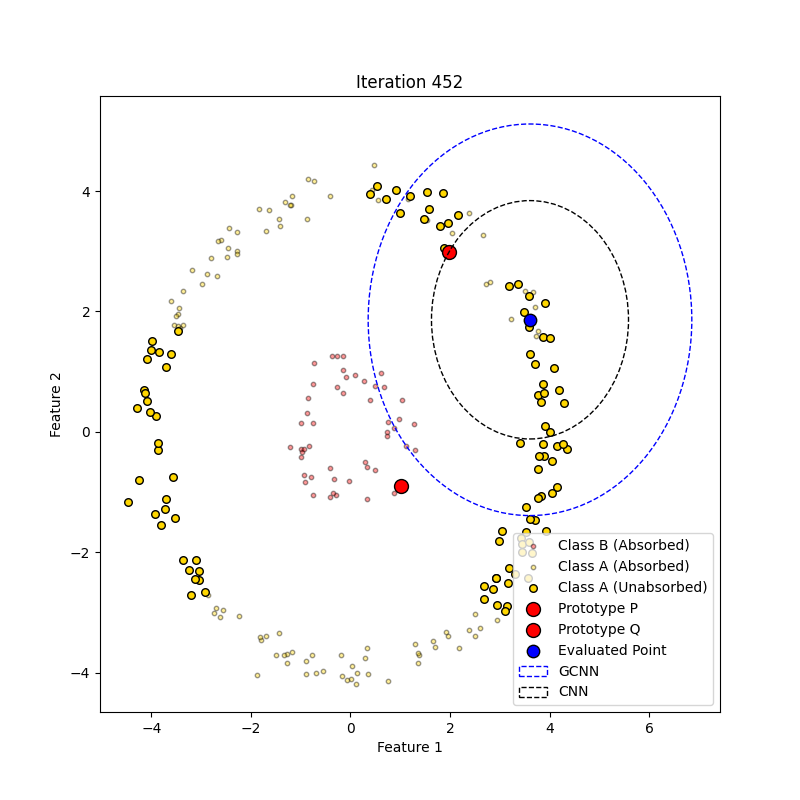 Iteration 452
Feature 2
4
2
0
−2
−4
Class B (Absorbed)
Class A (Absorbed)
Class A (Unabsorbed)
Prototype P
Prototype Q
Evaluated Point
GCNN
CNN
−4 −2 0 2 4 6
Feature 1